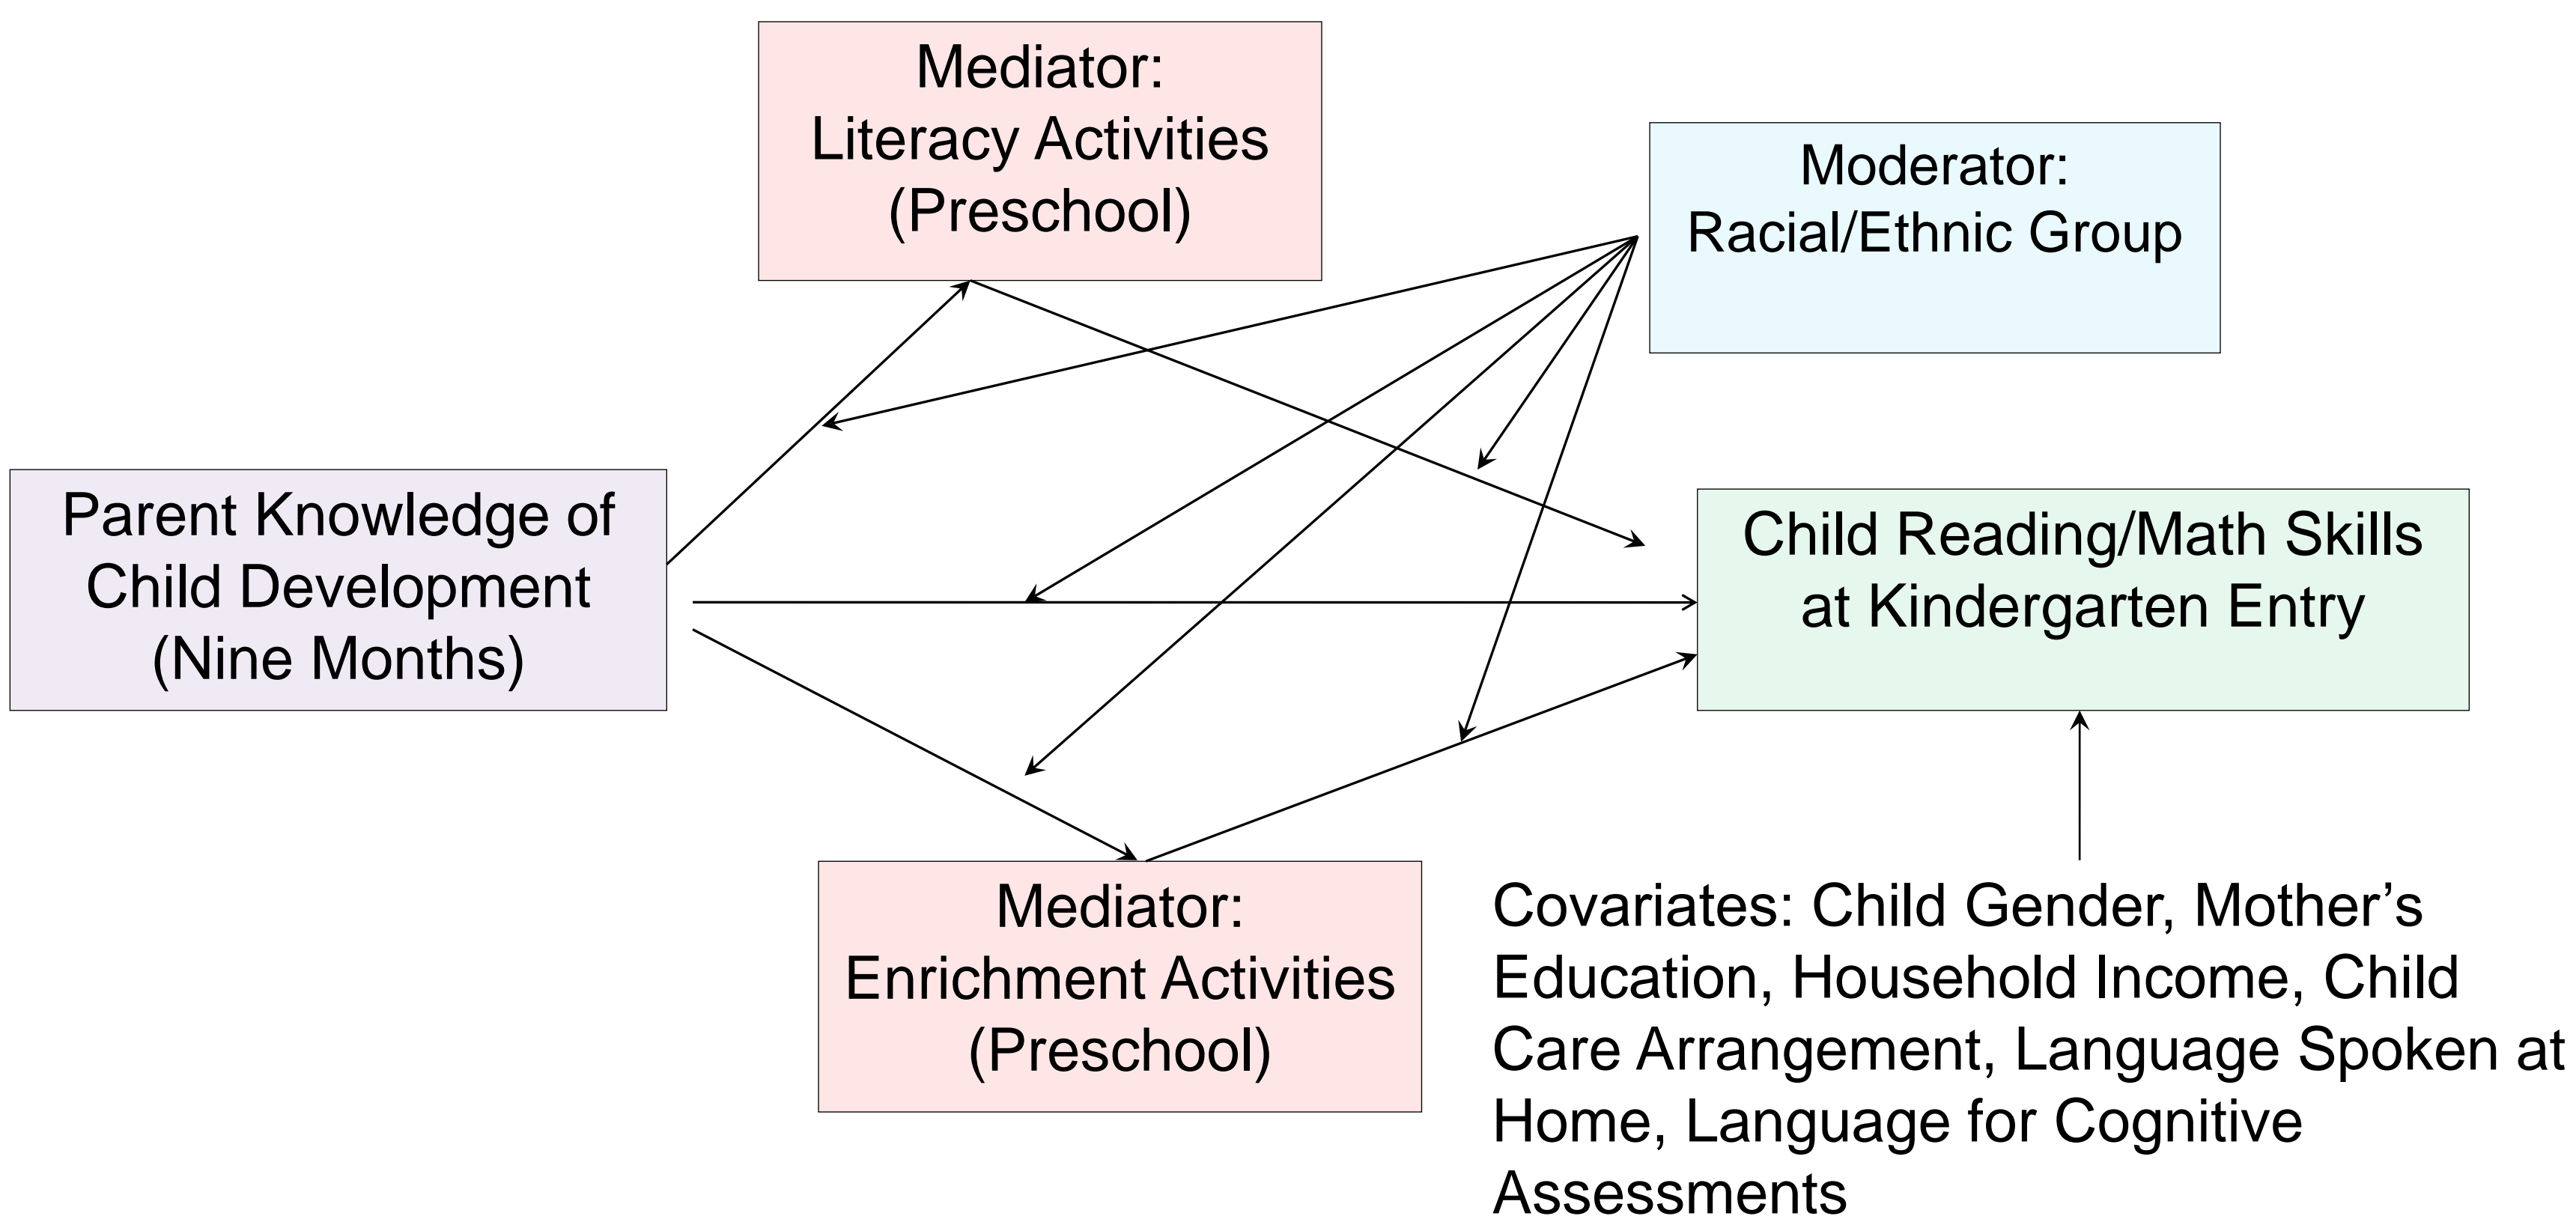 Mediator:
Literacy Activities
(Preschool)
Moderator:
Racial/Ethnic Group
Parent Knowledge of
Child Development
(Nine Months)
Child Reading/Math Skills
at Kindergarten Entry
Mediator:
Enrichment Activities
(Preschool)
Covariates: Child Gender, Mother’s
Education, Household Income, Child
Care Arrangement, Language Spoken at
Home, Language for Cognitive
Assessments